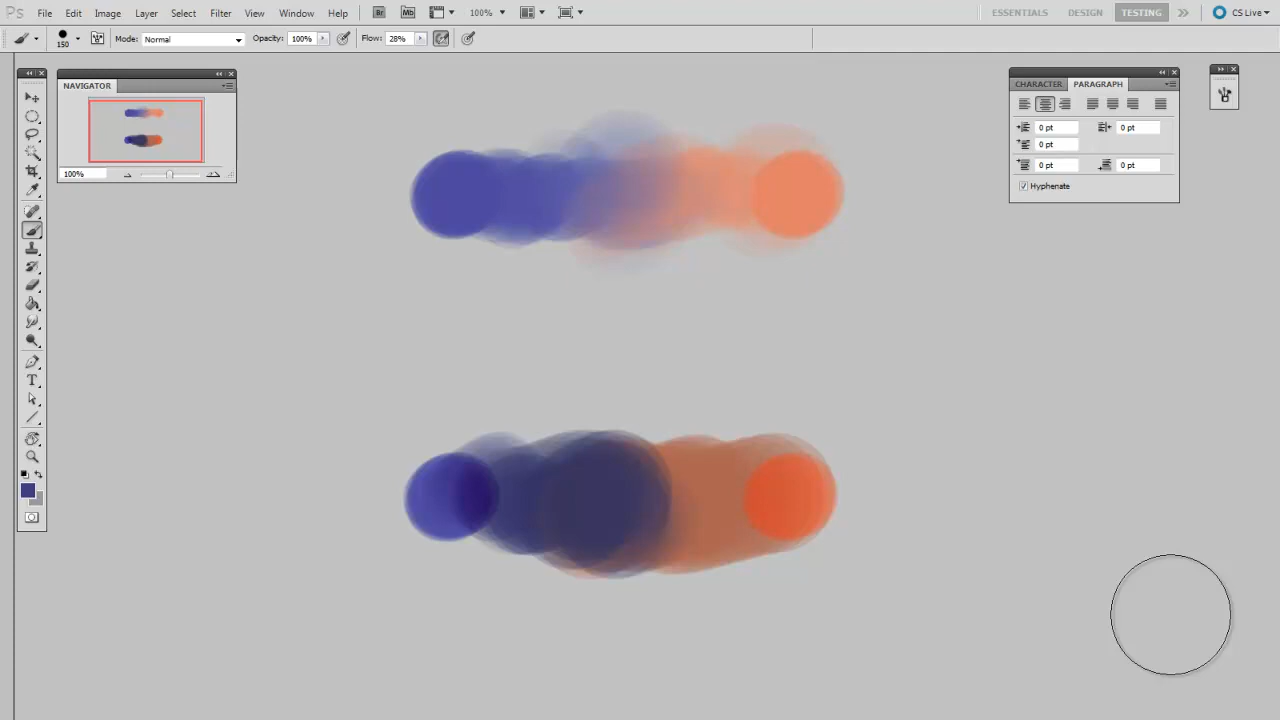 Ps File Edit Image Layer Select Filter View Window Help Br Mb 100% ESSENTIALS DESIGN TESTING CS Live
150 Mode: Normal Opacity: 100% Flow: 28%
NAVIGATOR
100%
CHARACTER PARAGRAPH
0 pt 0 pt
0 pt
0 pt 0 pt
Hyphenate
T